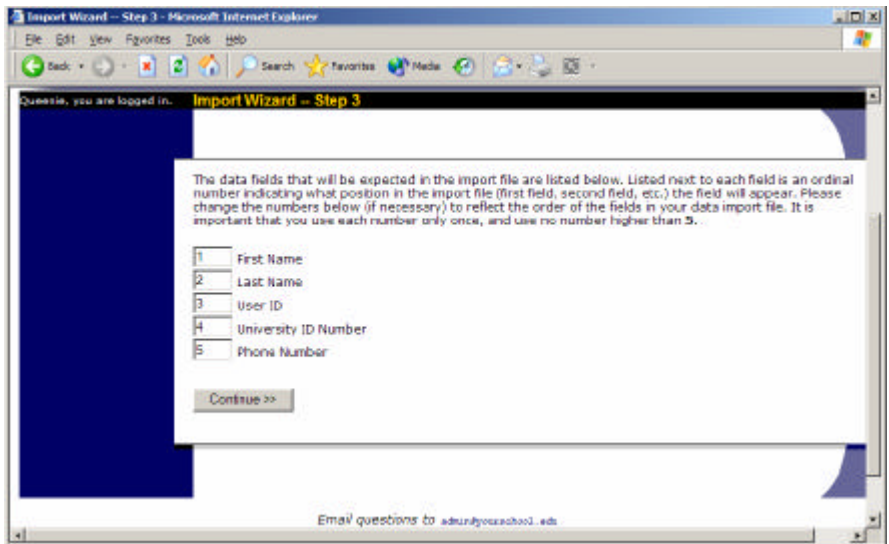 Import Wizard -- Step 3 - Microsoft Internet Explorer
File Edit View Favorites Tools Help
Back Search Favorites Media
Queenie, you are logged in. Import Wizard -- Step 3
The data fields that will be expected in the import file are listed below. Listed next to each field is an ordinal
number indicating what position in the import file (first field, second field, etc.) the field will appear. Please
change the numbers below (if necessary) to reflect the order of the fields in your data import file. It is
important that you use each number only once, and use no number higher than 5.
1 First Name
2 Last Name
3 User ID
4 University ID Number
5 Phone Number
Continue >>
Email questions to admin@yourschool.edu